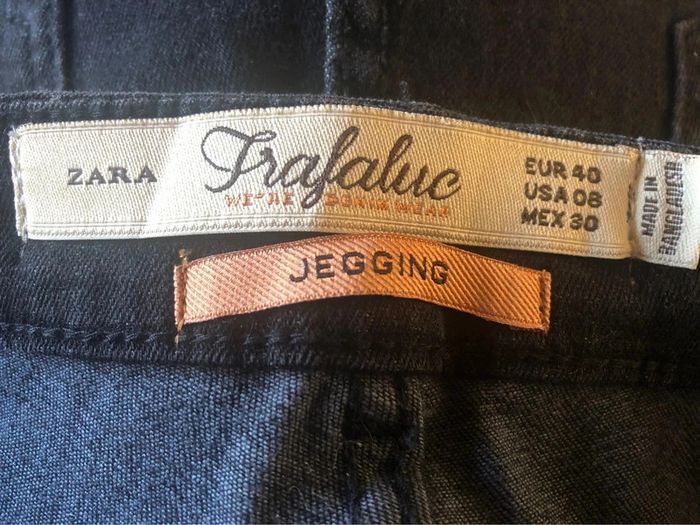 ZARA
Trafaluc
WE'RE DENIM WEAR
EUR 40
USA 08
MEX 30
MADE IN
BANGLADESH
JEGGING